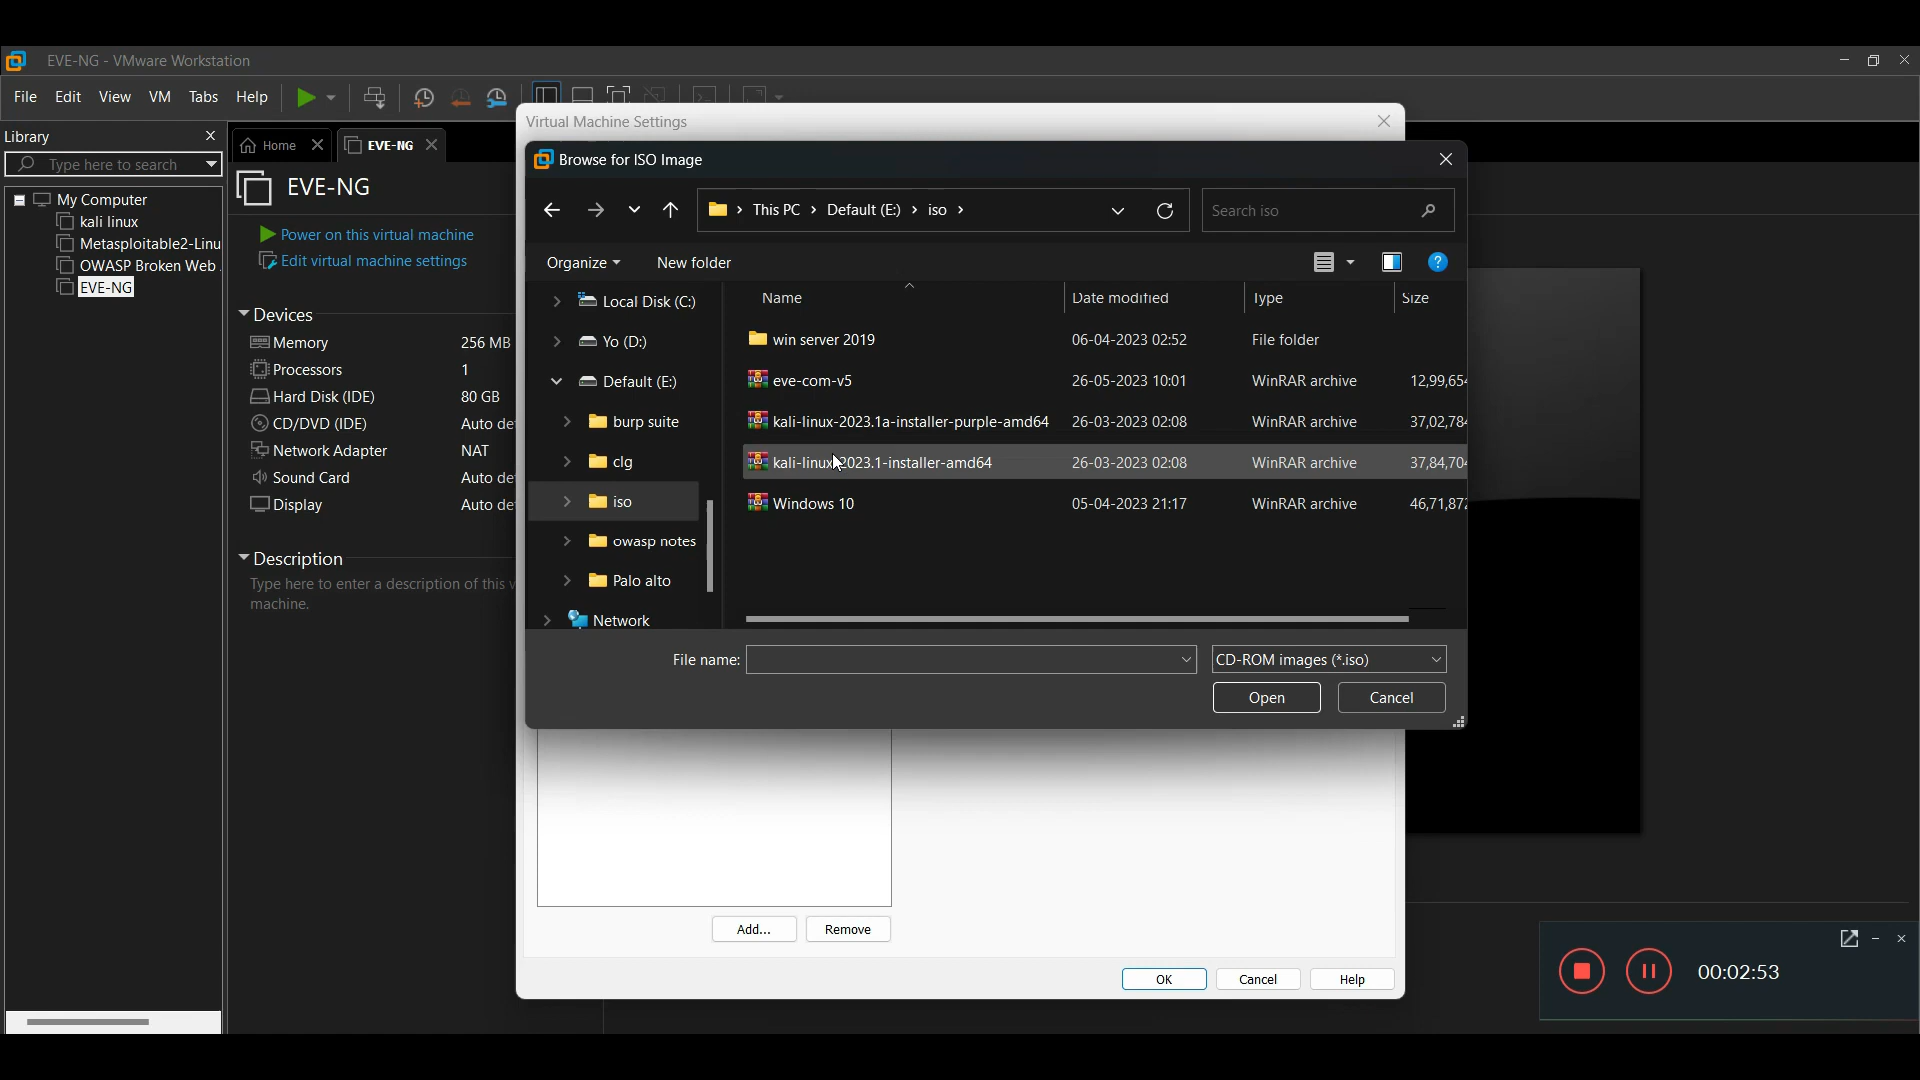 EVE-NG - VMware Workstation
File Edit View VM Tabs Help
Library
Type here to search
My Computer
kali linux
Metasploitable2-Linu
OWASP Broken Web
EVE-NG
Home
EVE-NG
EVE-NG
Power on this virtual machine
Edit virtual machine settings
Devices
Memory 256 MB
Processors 1
Hard Disk (IDE) 80 GB
CD/DVD (IDE) Auto de
Network Adapter NAT
Sound Card Auto de
Display Auto de
Description
Type here to enter a description of this v
machine.
Virtual Machine Settings
Browse for ISO Image
This PC Default (E:) iso
Search iso
Organize New folder
Local Disk (C:)
Yo (D:)
Default (E:)
burp suite
clg
iso
owasp notes
Palo alto
Network
Name Date modified Type Size
win server 2019 06-04-2023 02:52 File folder
eve-com-v5 26-05-2023 10:01 WinRAR archive 12,99,654
kali-linux-2023.1a-installer-purple-amd64 26-03-2023 02:08 WinRAR archive 37,02,784
kali-linux-2023.1-installer-amd64 26-03-2023 02:08 WinRAR archive 37,84,704
Windows 10 05-04-2023 21:17 WinRAR archive 46,71,872
File name:
CD-ROM images (*.iso)
Open Cancel
Add... Remove
OK Cancel Help
00:02:53